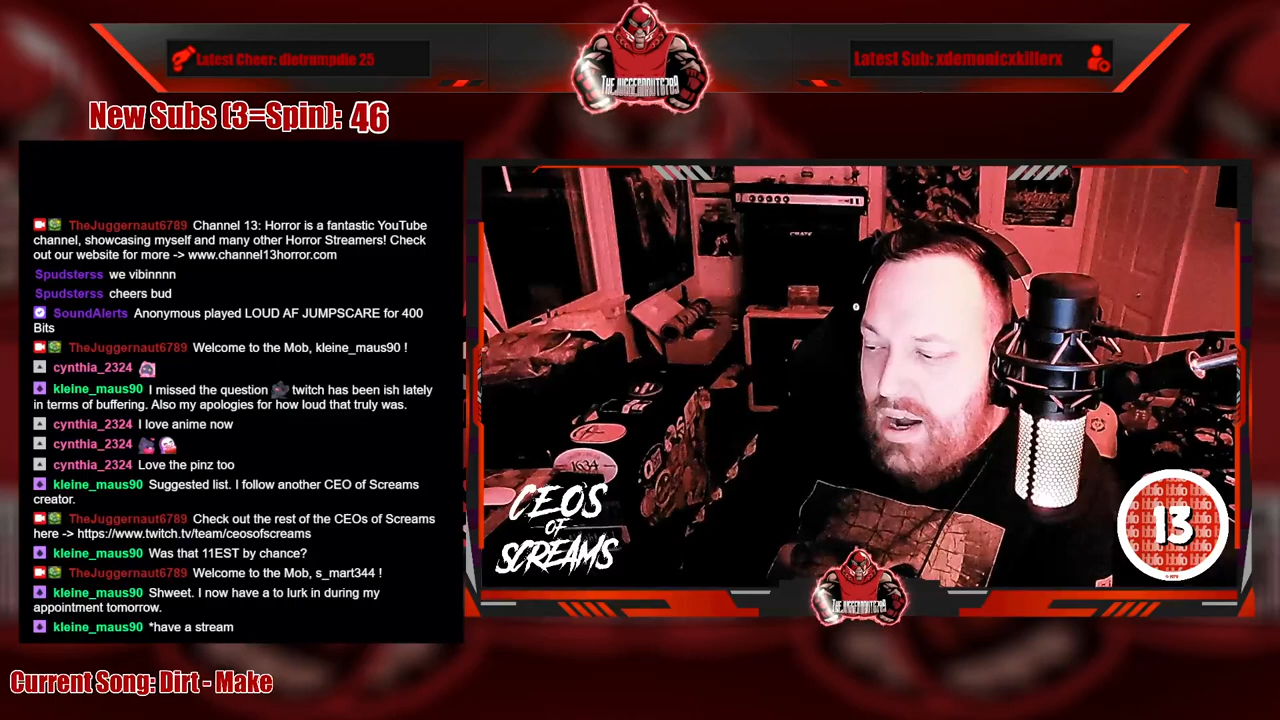 Latest Cheer: dietrumpdie 25
THEJUGGERNAUT6789
Latest Sub: xdemonicxkillerx
New Subs (3=Spin): 46
TheJuggernaut6789 Channel 13: Horror is a fantastic YouTube
channel, showcasing myself and many other Horror Streamers! Check
out our website for more -> www.channel13horror.com
Spudsterss we vibinnnn
Spudsterss cheers bud
SoundAlerts Anonymous played LOUD AF JUMPSCARE for 400
Bits
TheJuggernaut6789 Welcome to the Mob, kleine_maus90 !
cynthia_2324
kleine_maus90 I missed the question twitch has been ish lately
in terms of buffering. Also my apologies for how loud that truly was.
cynthia_2324 I love anime now
cynthia_2324
cynthia_2324 Love the pinz too
kleine_maus90 Suggested list. I follow another CEO of Screams
creator.
TheJuggernaut6789 Check out the rest of the CEOs of Screams
here -> https://www.twitch.tv/team/ceosofscreams
kleine_maus90 Was that 11EST by chance?
TheJuggernaut6789 Welcome to the Mob, s_mart344 !
kleine_maus90 Shweet. I now have a to lurk in during my
appointment tomorrow.
kleine_maus90 *have a stream
CRATE
1634
CEOS
OF
SCREAMS
13
THEJUGGERNAUT6789
Current Song: Dirt - Make